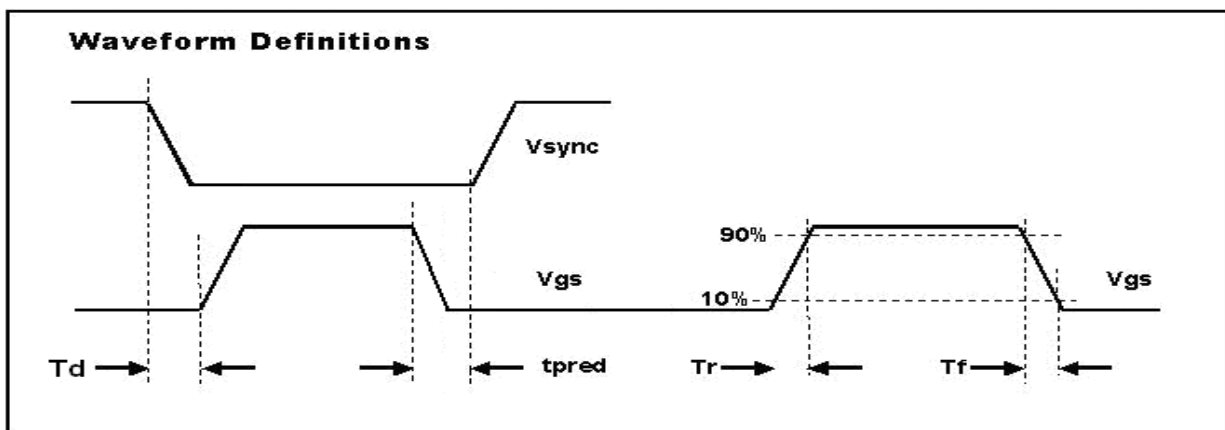 Waveform Definitions
Vsync
90%
Vgs
10%
Vgs
Td
tpred
Tr
Tf